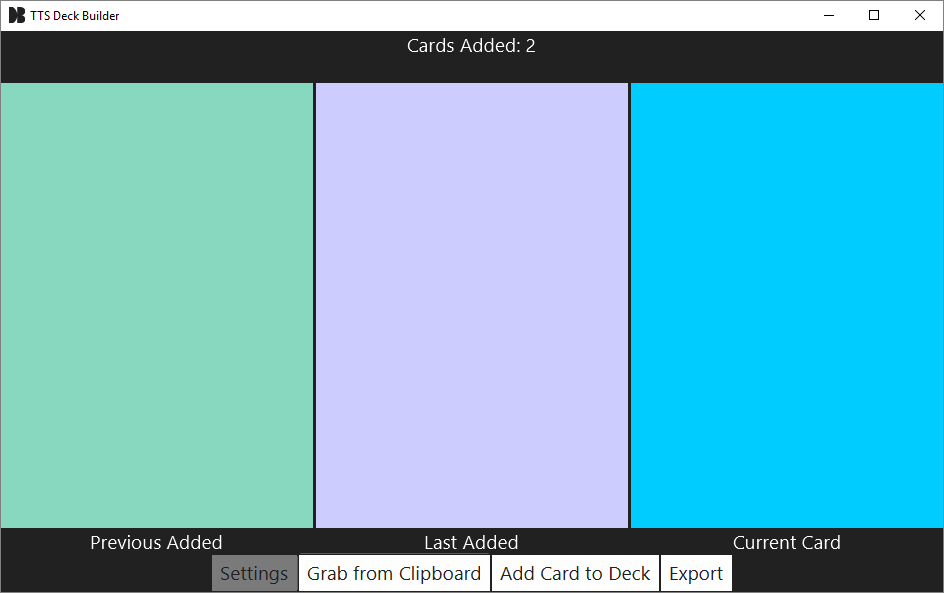 TTS Deck Builder
Cards Added: 2
Previous Added
Last Added
Current Card
Settings
Grab from Clipboard
Add Card to Deck
Export